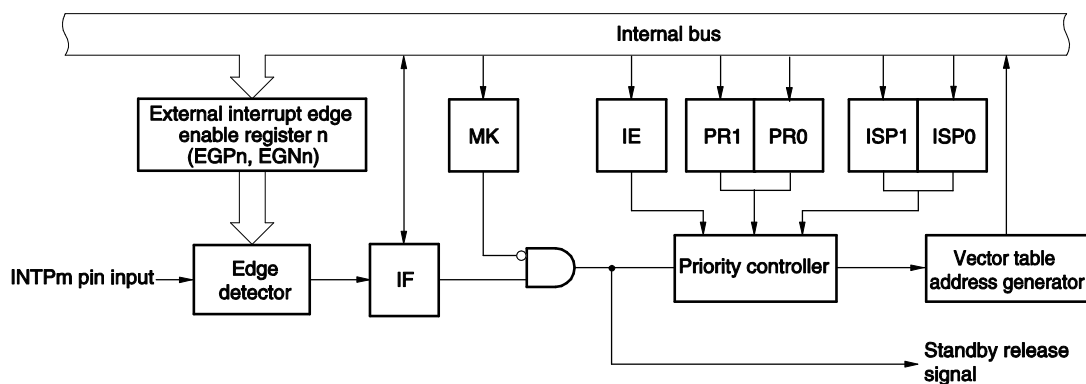 Internal bus
External interrupt edge
enable register n
(EGPn, EGNn)
MK
IE
PR1
PR0
ISP1
ISP0
INTPm pin input
Edge
detector
IF
Priority controller
Vector table
address generator
Standby release
signal